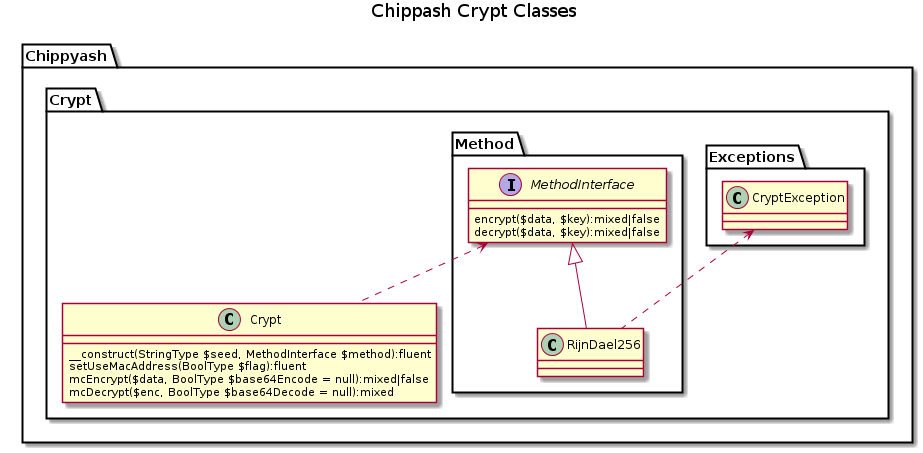 Chippash Crypt Classes
Chippyash
Crypt
Method
Exceptions
I MethodInterface
encrypt($data, $key):mixed|false
decrypt($data, $key):mixed|false
C CryptException
C Crypt
__construct(StringType $seed, MethodInterface $method):fluent
setUseMacAddress(BoolType $flag):fluent
mcEncrypt($data, BoolType $base64Encode = null):mixed|false
mcDecrypt($enc, BoolType $base64Decode = null):mixed
C RijnDael256